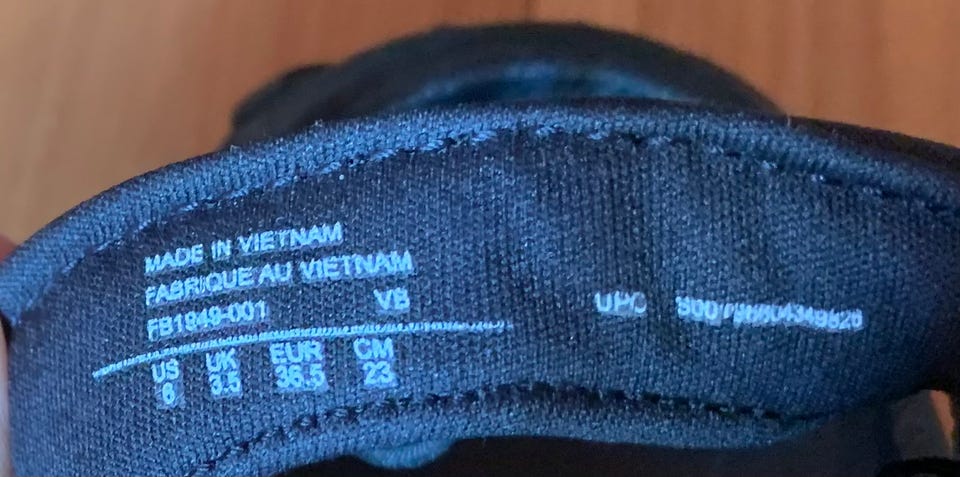 MADE IN VIETNAM
FABRIQUE AU VIETNAM
FB1949-001 VB
US UK EUR CM
6 3.5 36.5 23
UPC